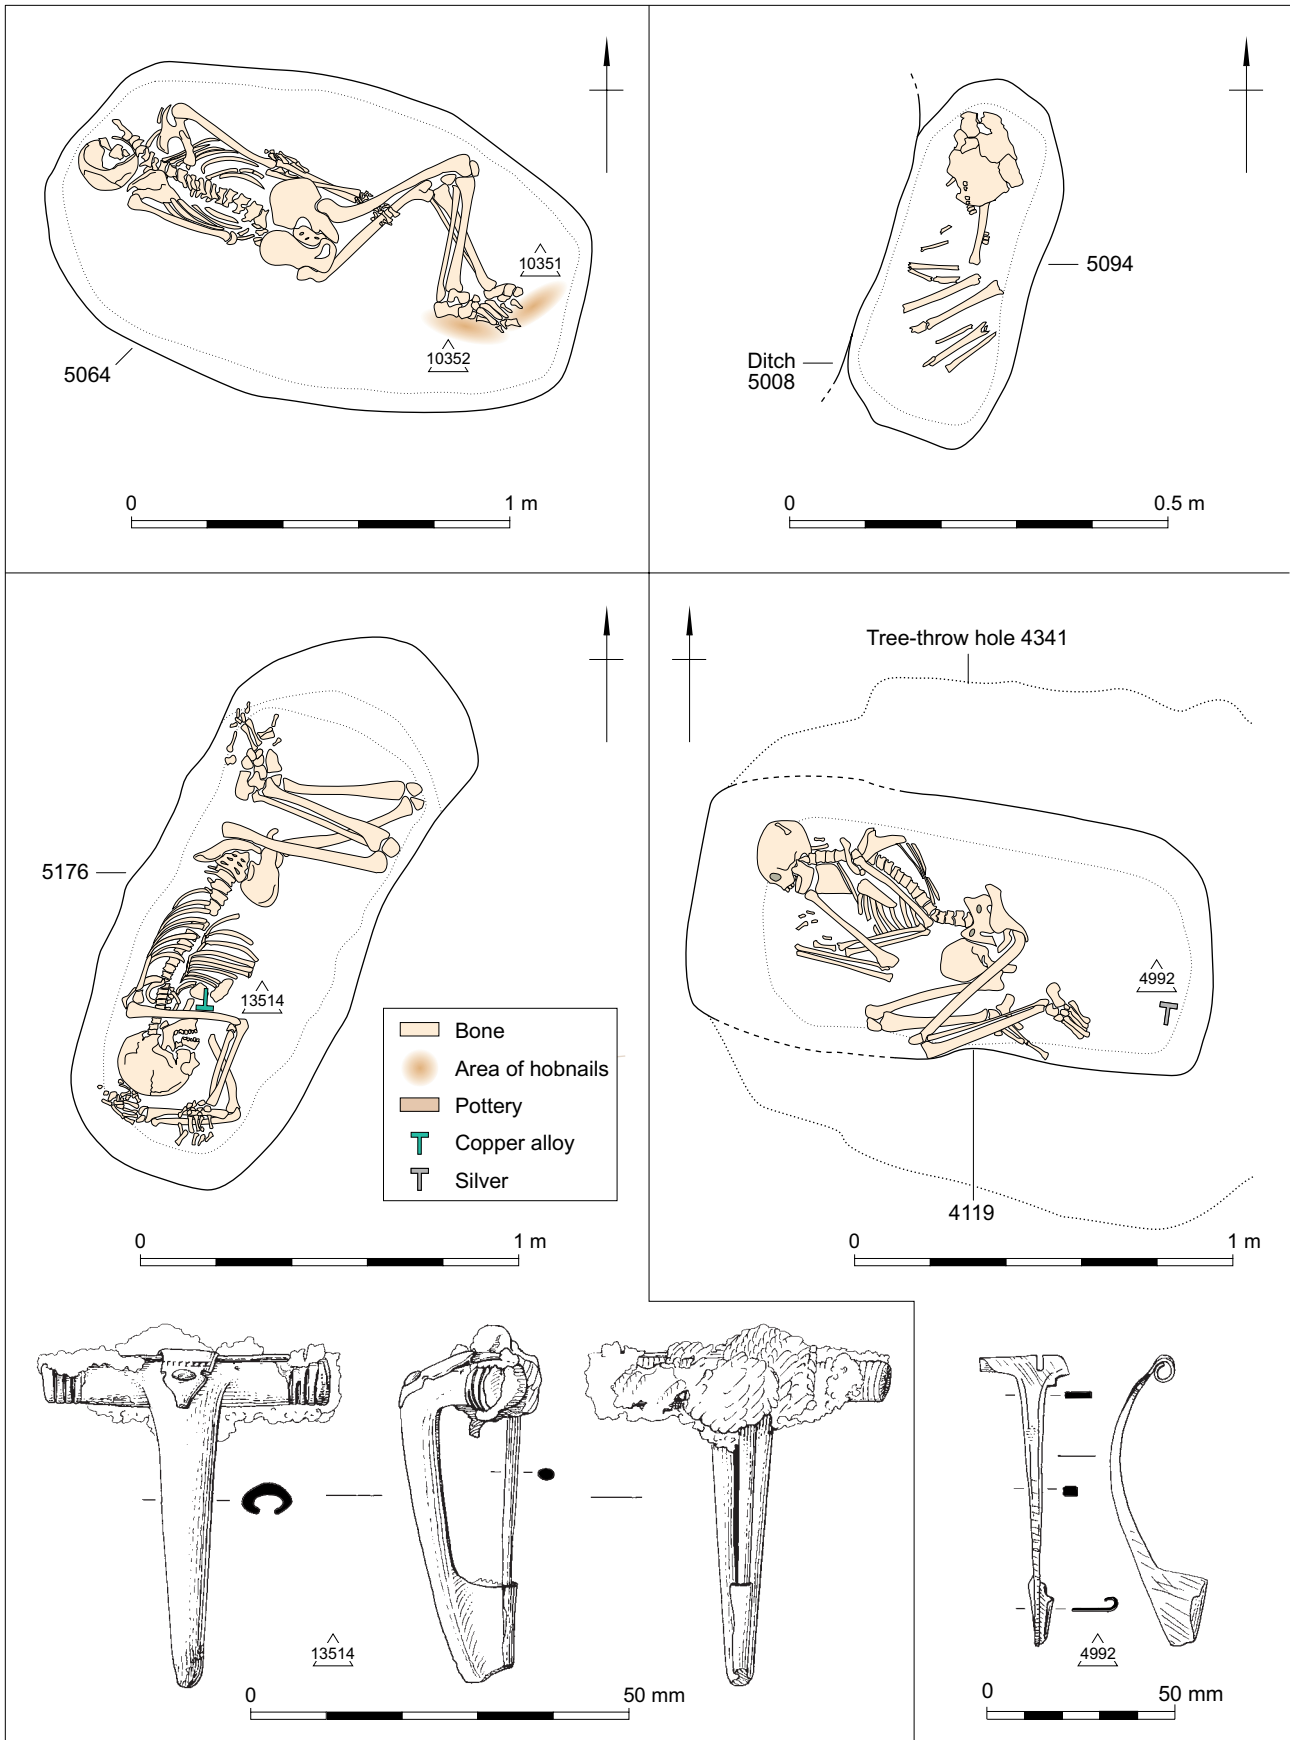 10351
10352
5064
0 1 m
5094
Ditch
5008
0 0.5 m
5176
13514
Bone
Area of hobnails
Pottery
Copper alloy
Silver
0 1 m
Tree-throw hole 4341
4992
4119
0 1 m
13514
0 50 mm
4992
0 50 mm